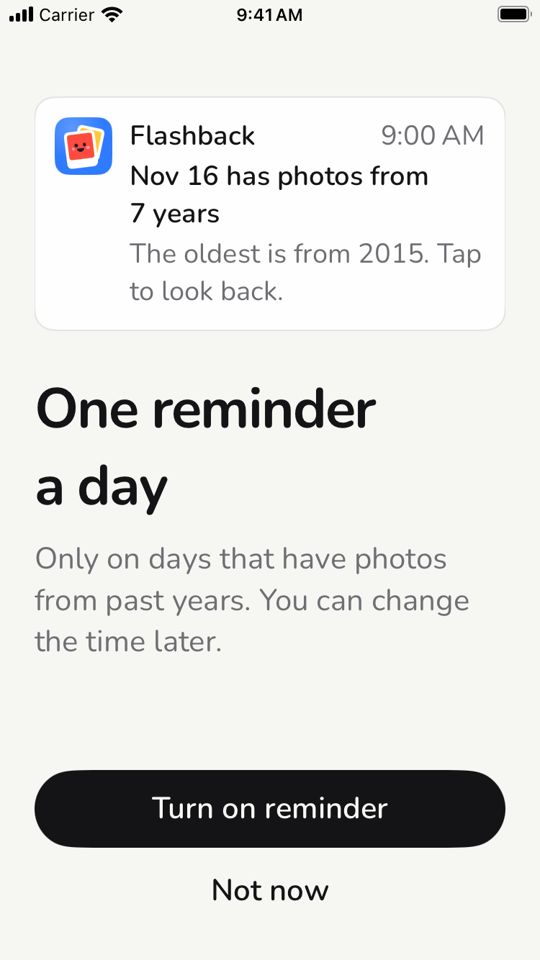 Carrier 9:41 AM
Flashback 9:00 AM
Nov 16 has photos from
7 years
The oldest is from 2015. Tap
to look back.
One reminder
a day
Only on days that have photos
from past years. You can change
the time later.
Turn on reminder
Not now